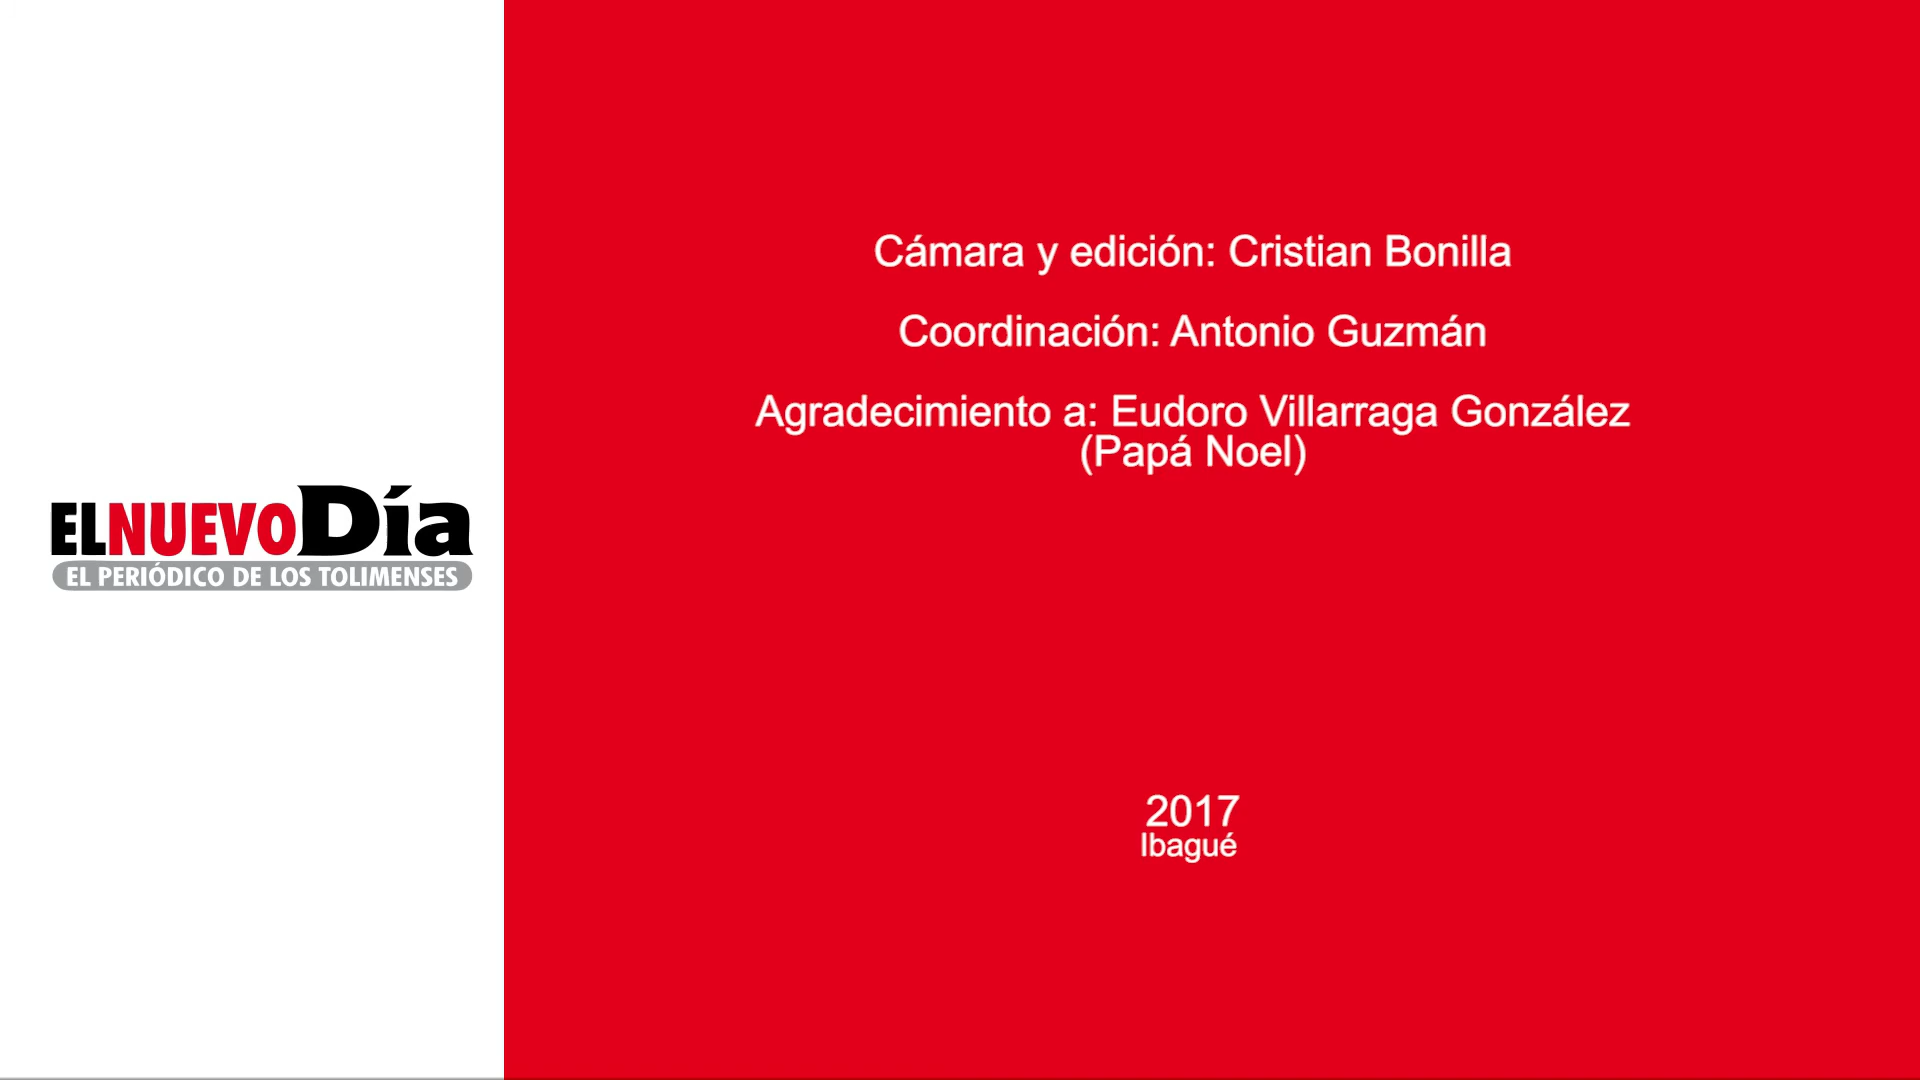 ELNUEVODía
EL PERIÓDICO DE LOS TOLIMENSES
Cámara y edición: Cristian Bonilla
Coordinación: Antonio Guzmán
Agradecimiento a: Eudoro Villarraga González
(Papá Noel)
2017
Ibagué